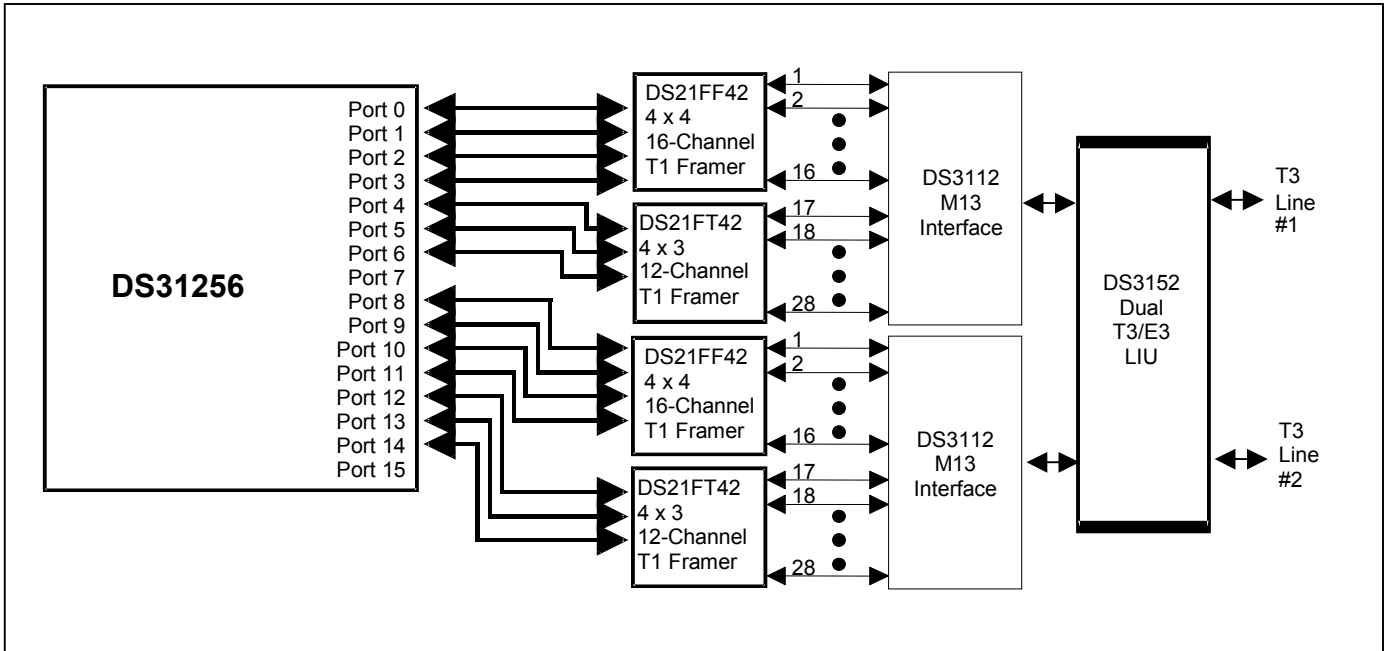 DS31256
Port 0
Port 1
Port 2
Port 3
Port 4
Port 5
Port 6
Port 7
Port 8
Port 9
Port 10
Port 11
Port 12
Port 13
Port 14
Port 15
DS21FF42
4 x 4
16-Channel
T1 Framer
DS21FT42
4 x 3
12-Channel
T1 Framer
DS21FF42
4 x 4
16-Channel
T1 Framer
DS21FT42
4 x 3
12-Channel
T1 Framer
1
2
16
17
18
28
1
2
16
17
18
28
DS3112
M13
Interface
DS3112
M13
Interface
DS3152
Dual
T3/E3
LIU
T3
Line
#1
T3
Line
#2